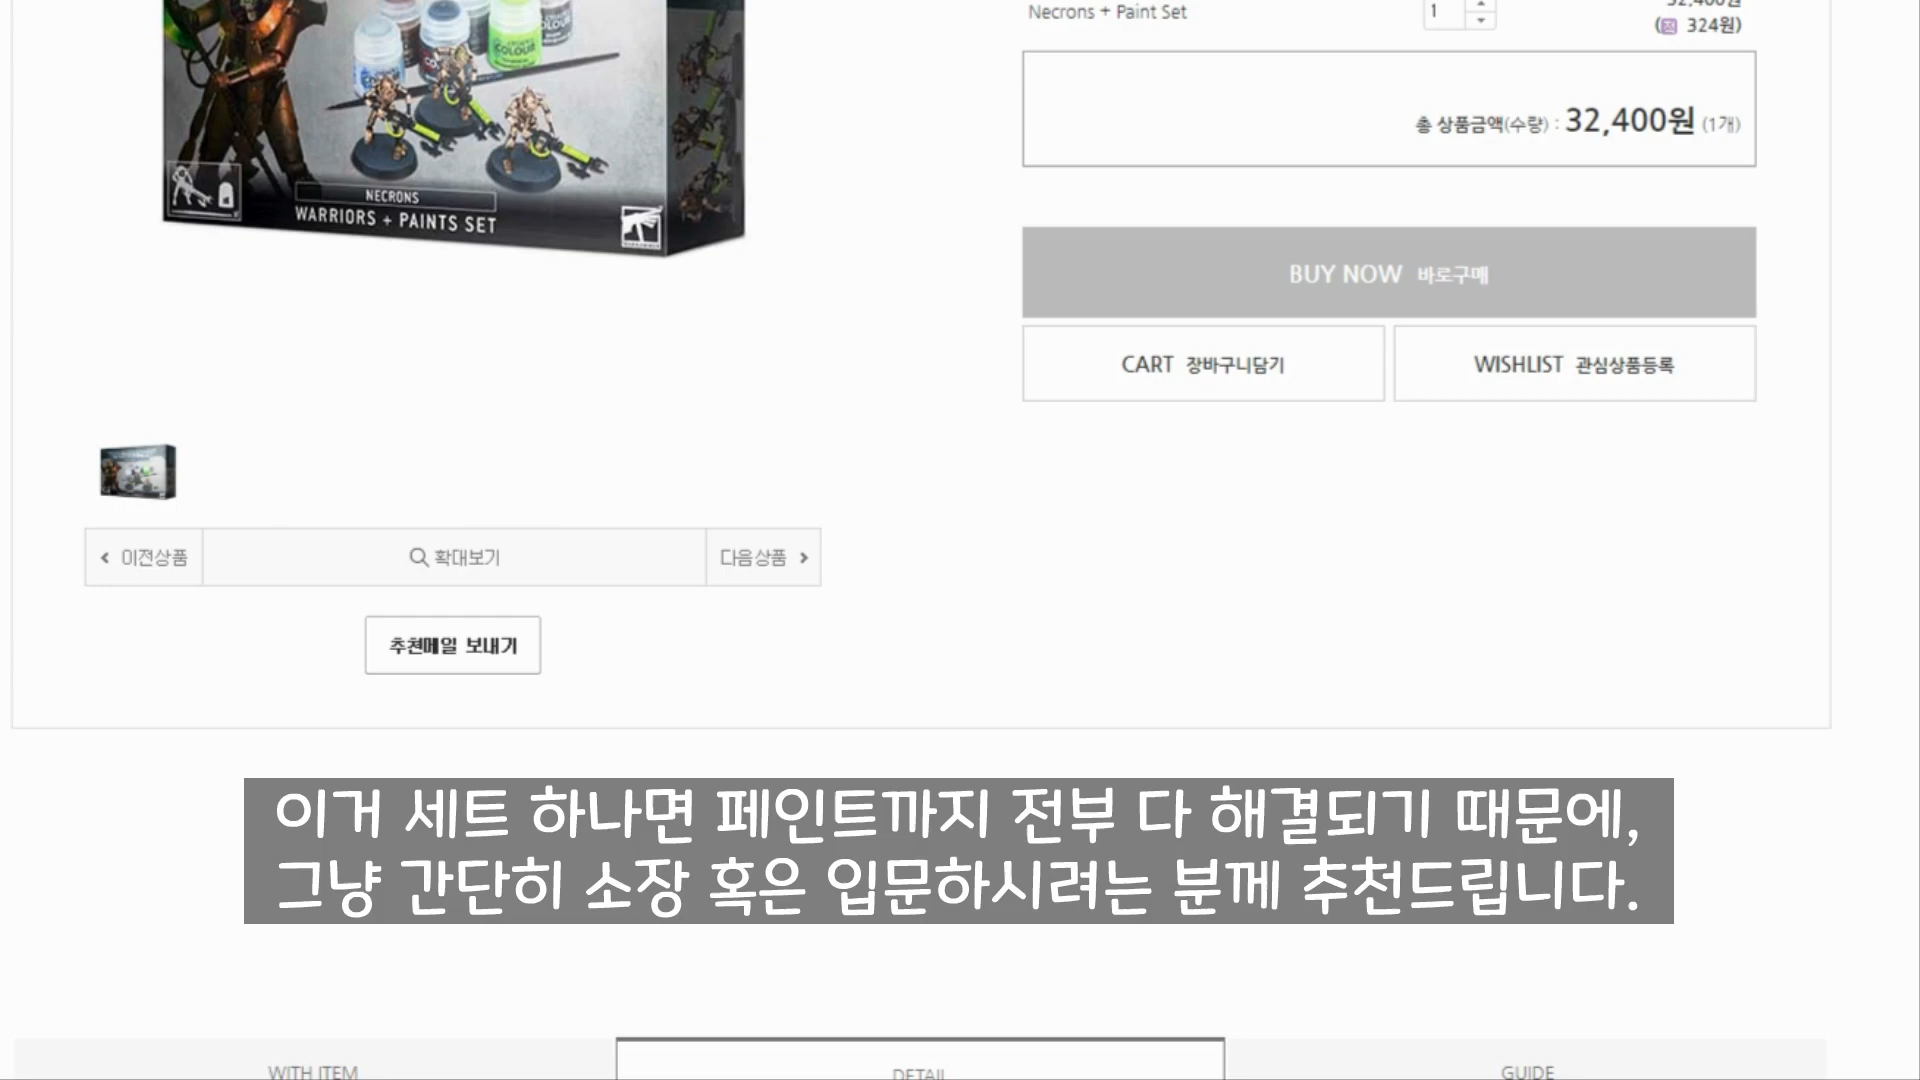 Necrons + Paint Set
1
32,400원
( 324원)
COLOUR
NECRONS
WARRIORS + PAINTS SET
총 상품금액(수량) : 32,400원 (1개)
BUY NOW 바로구매
CART 장바구니담기
WISHLIST 관심상품등록
이전상품
확대보기
다음상품
추천메일 보내기
이거 세트 하나면 페인트까지 전부 다 해결되기 때문에,
그냥 간단히 소장 혹은 입문하시려는 분께 추천드립니다.
WITH ITEM
DETAIL
GUIDE